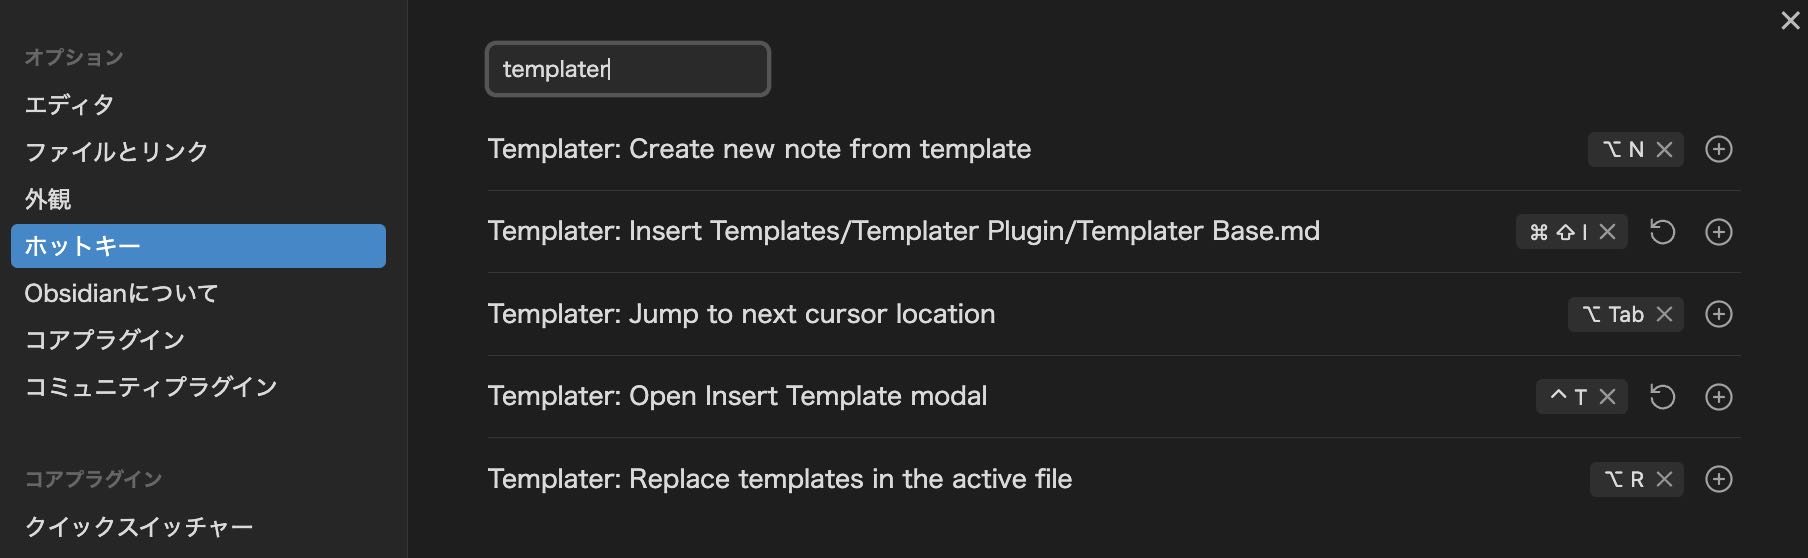 オプション
エディタ
ファイルとリンク
外観
ホットキー
Obsidianについて
コアプラグイン
コミュニティプラグイン
コアプラグイン
クイックスイッチャー
templater
Templater: Create new note from template ⌥ N
Templater: Insert Templates/Templater Plugin/Templater Base.md ⌘ ⇧ I
Templater: Jump to next cursor location ⌥ Tab
Templater: Open Insert Template modal ^ T
Templater: Replace templates in the active file ⌥ R